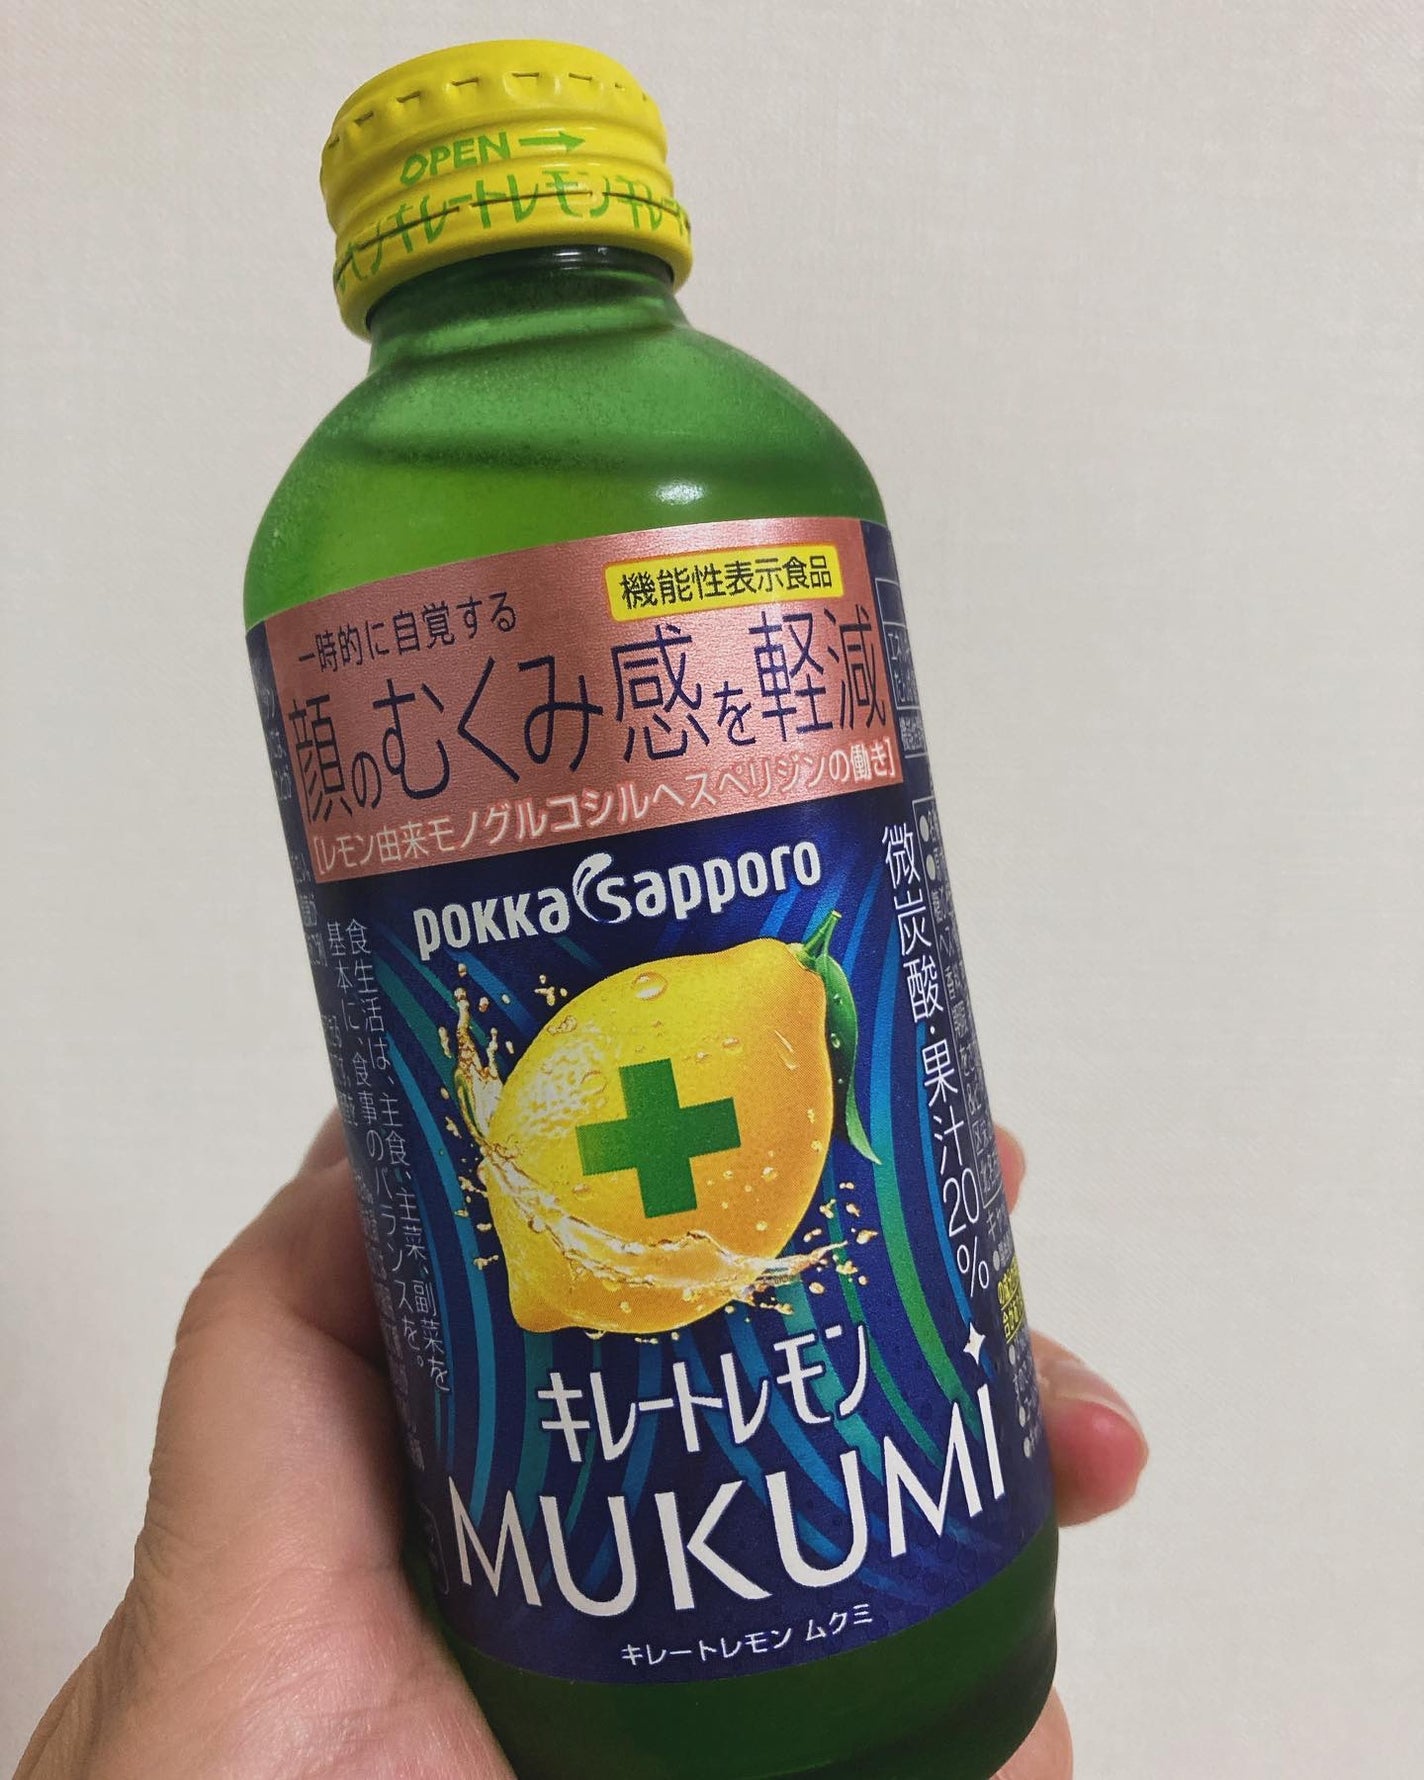 OPEN→
キレートレモン
機能性表示食品
一時的に自覚する
顔のむくみ感を軽減
[レモン由来モノグルコシルヘスペリジンの働き]
POKKA Sapporo
微炭酸・果汁20%
食生活は、主食、主菜、副菜を
基本に、食事のバランスを。
キレートレモン
MUKUMi
キレートレモン ムクミ